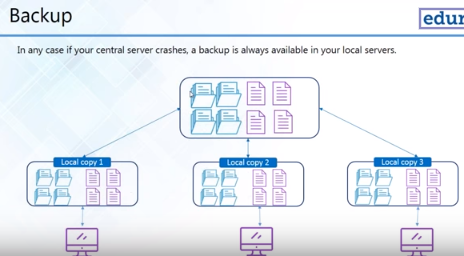 Backup
edur
In any case if your central server crashes, a backup is always available in your local servers.
Local copy 1
Local copy 2
Local copy 3